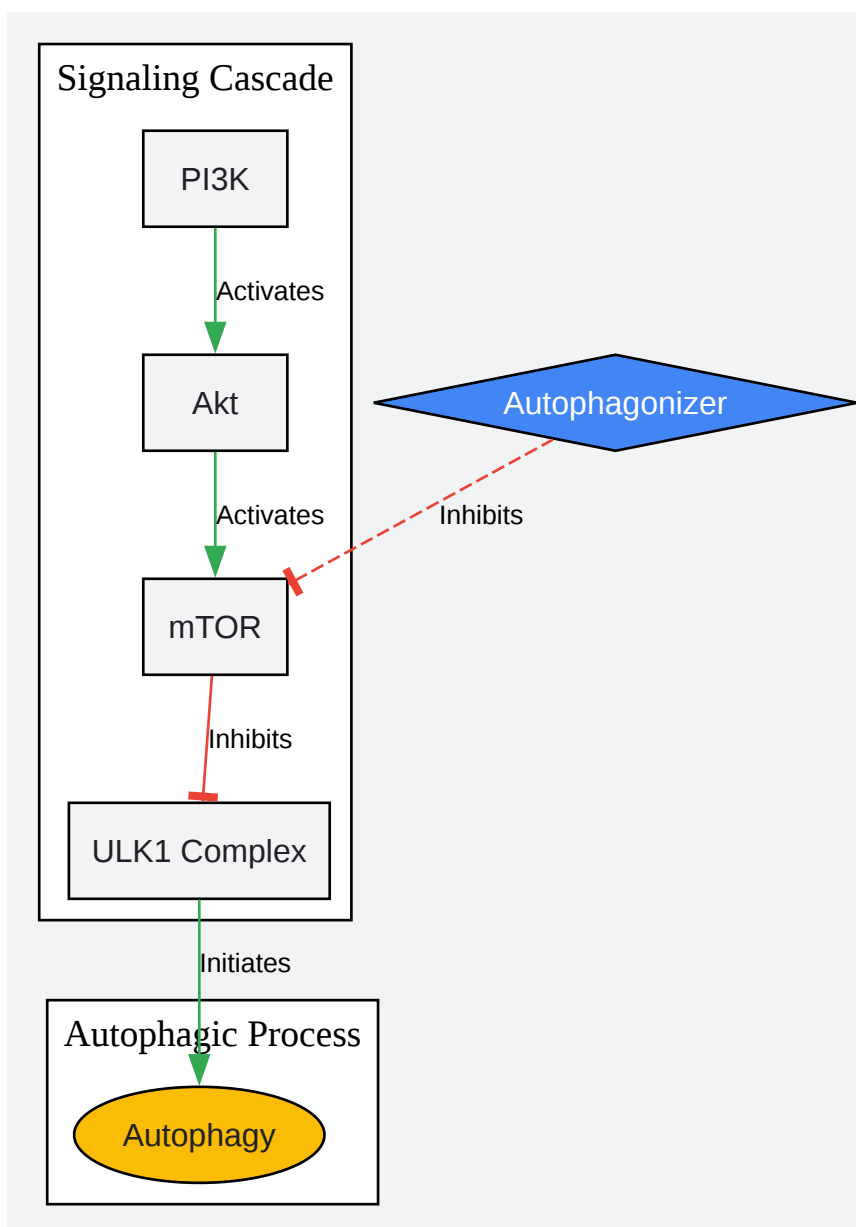 Signaling Cascade
PI3K
Activates
Akt
Autophagonizer
Activates
Inhibits
mTOR
Inhibits
ULK1 Complex
Initiates
Autophagic Process
Autophagy